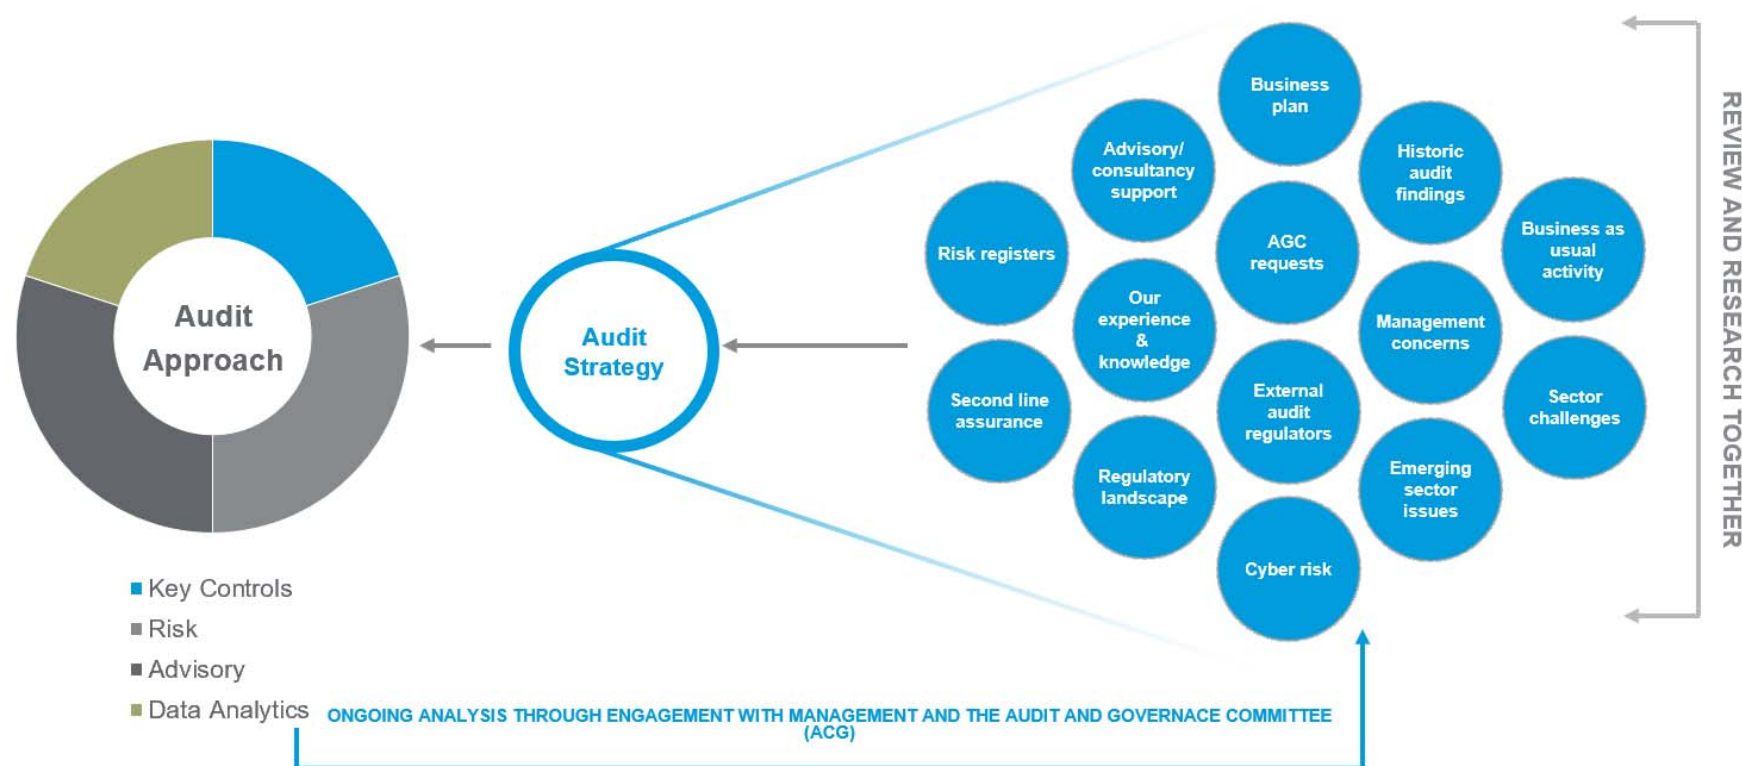 Audit
Approach
Key Controls
Risk
Advisory
Data Analytics
Audit
Strategy
Business
plan
Advisory/
consultancy
support
Historic
audit
findings
Risk registers
AGC
requests
Business as
usual
activity
Our
experience
&
knowledge
Management
concerns
Second line
assurance
External
audit
regulators
Sector
challenges
Regulatory
landscape
Emerging
sector
issues
Cyber risk
REVIEW AND RESEARCH TOGETHER
ONGOING ANALYSIS THROUGH ENGAGEMENT WITH MANAGEMENT AND THE AUDIT AND GOVERNACE COMMITTEE
(ACG)